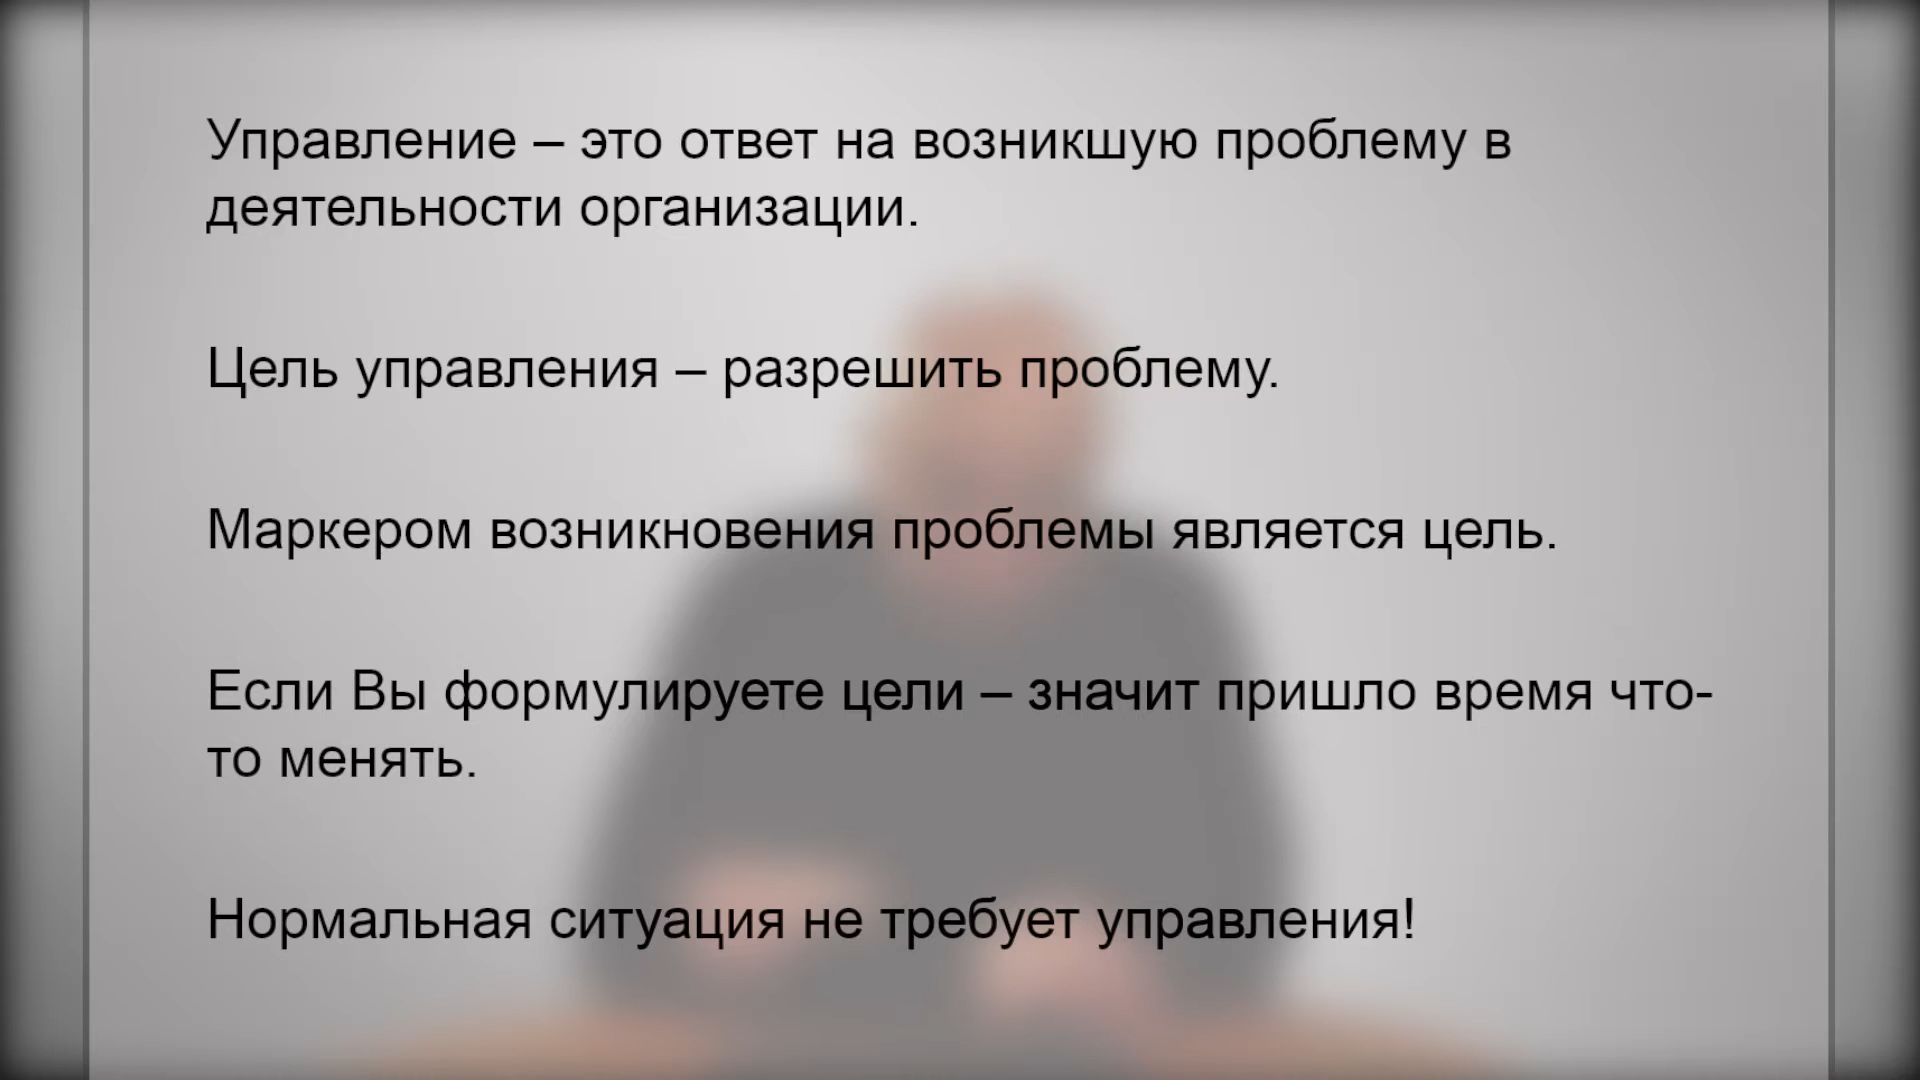 Управление – это ответ на возникшую проблему в
деятельности организации.
Цель управления – разрешить проблему.
Маркером возникновения проблемы является цель.
Если Вы формулируете цели – значит пришло время что-
то менять.
Нормальная ситуация не требует управления!